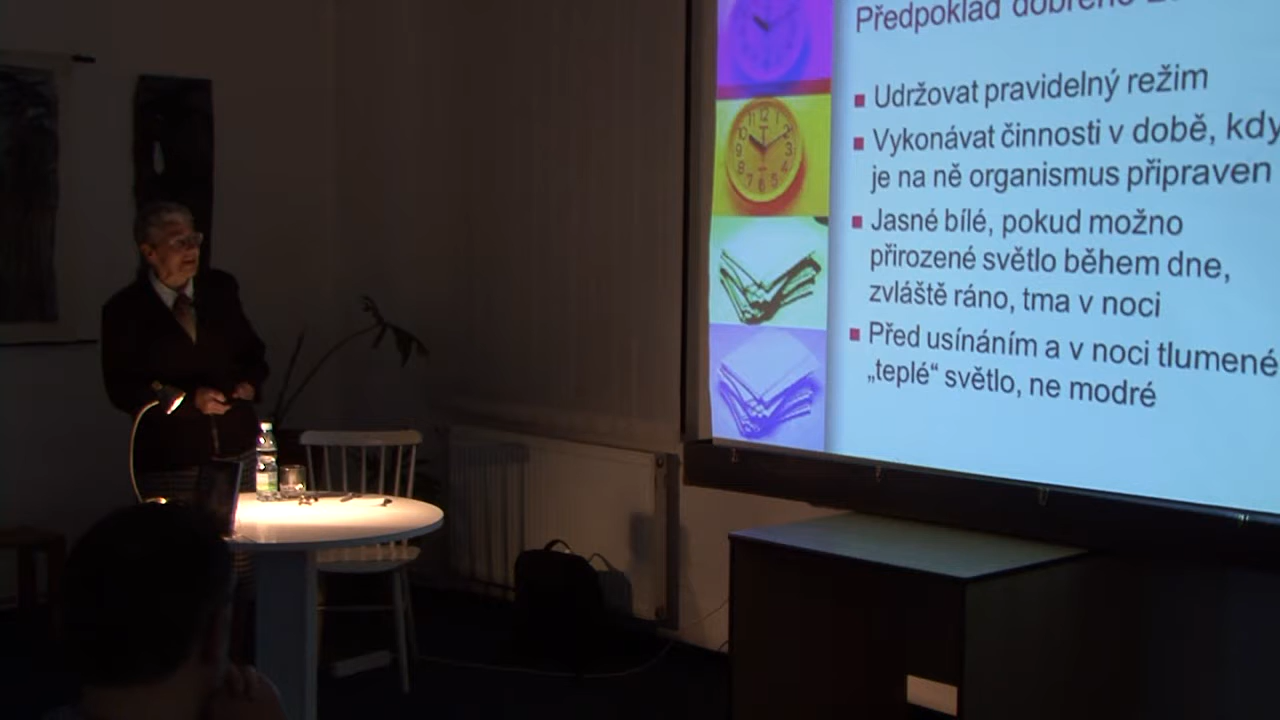 Předpoklad dobrého
Udržovat pravidelný režim
Vykonávat činnosti v době, kdy
je na ně organismus připraven
Jasné bílé, pokud možno
přirozené světlo během dne,
zvláště ráno, tma v noci
Před usínáním a v noci tlumené
„teplé“ světlo, ne modré